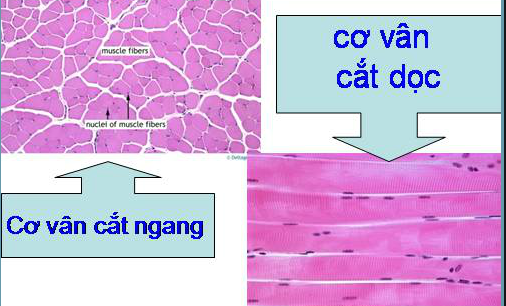 muscle fibers
nuclei of muscle fibers
cơ vân
cắt dọc
Cơ vân cắt ngang